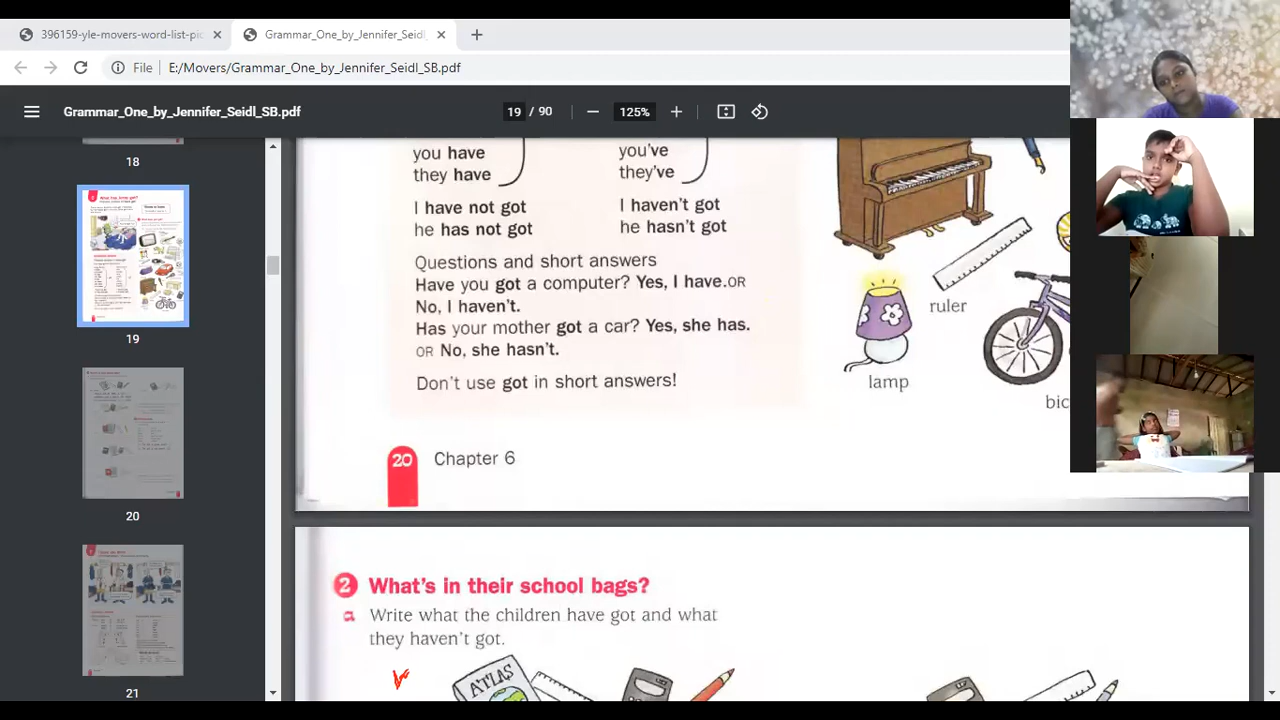 396159-yle-movers-word-list-pic
Grammar_One_by_Jennifer_Seidl_
File
E:/Movers/Grammar_One_by_Jennifer_Seidl_SB.pdf
Grammar_One_by_Jennifer_Seidl_SB.pdf
19 / 90
125%
18
19
20
21
you have
they have
you've
they've
I have not got
he has not got
I haven't got
he hasn't got
Questions and short answers
Have you got a computer? Yes, I have. OR
No, I haven't.
Has your mother got a car? Yes, she has.
OR No, she hasn't.
Don't use got in short answers!
ruler
lamp
bic
20 Chapter 6
2 What's in their school bags?
a Write what the children have got and what
they haven't got.
ATLAS